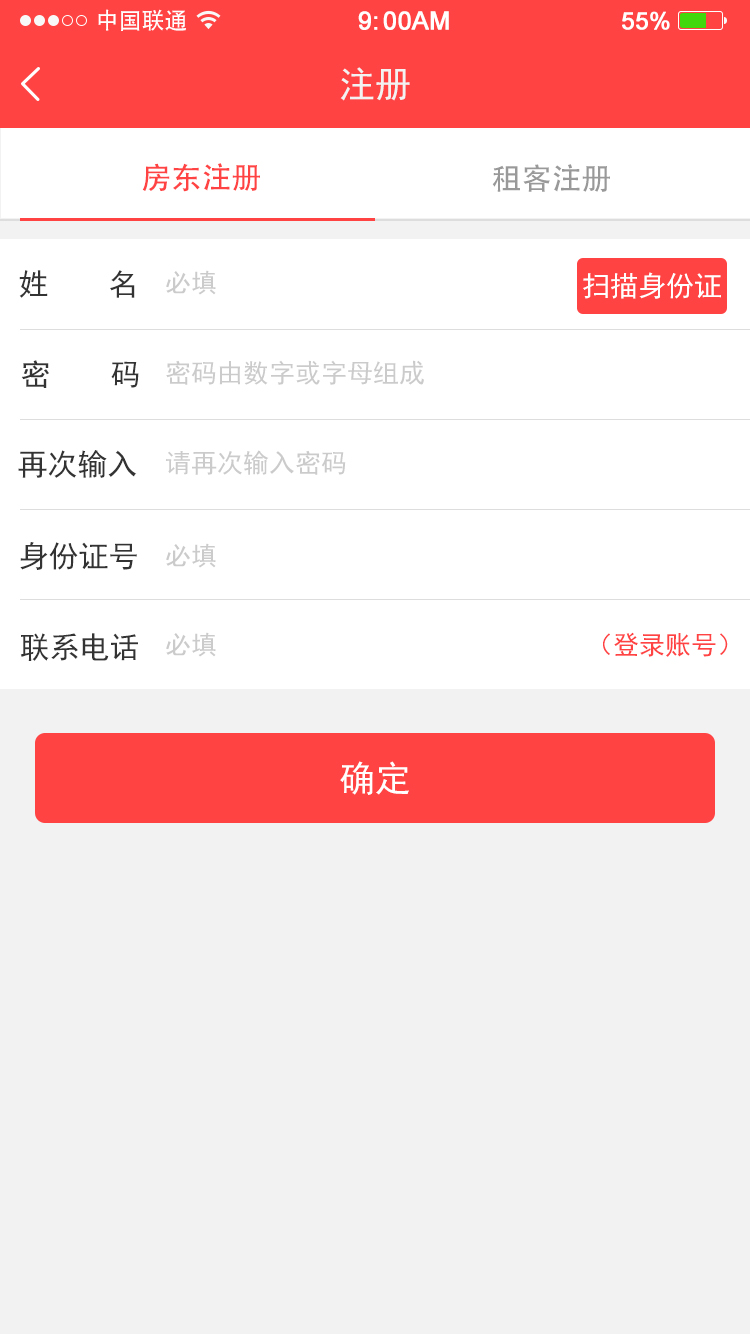 中国联通 9:00AM 55%
注册
房东注册 租客注册
姓 名 必填 扫描身份证
密 码 密码由数字或字母组成
再次输入 请再次输入密码
身份证号 必填
联系电话 必填 （登录账号）
确定